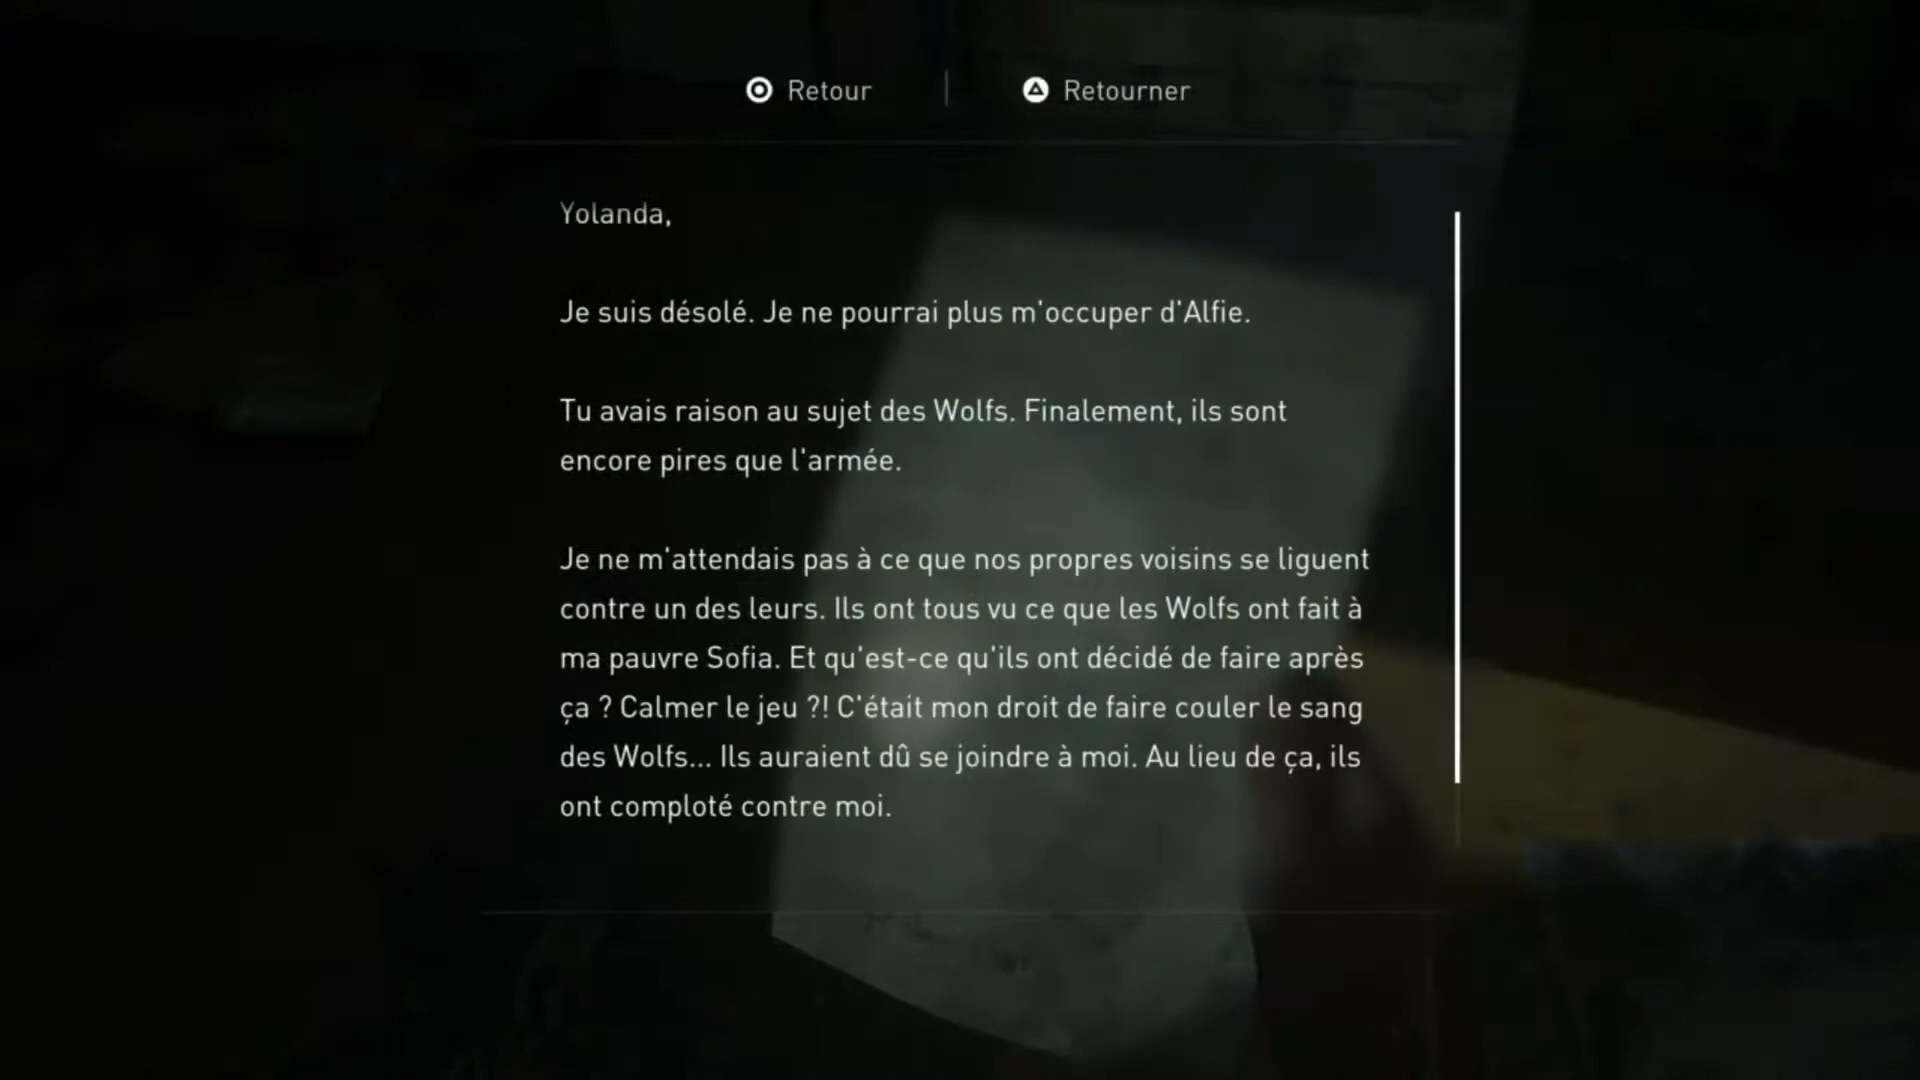 Retour | Retourner
Yolanda,
Je suis désolé. Je ne pourrai plus m'occuper d'Alfie.
Tu avais raison au sujet des Wolfs. Finalement, ils sont
encore pires que l'armée.
Je ne m'attendais pas à ce que nos propres voisins se liguent
contre un des leurs. Ils ont tous vu ce que les Wolfs ont fait à
ma pauvre Sofia. Et qu'est-ce qu'ils ont décidé de faire après
ça ? Calmer le jeu ?! C'était mon droit de faire couler le sang
des Wolfs... Ils auraient dû se joindre à moi. Au lieu de ça, ils
ont comploté contre moi.